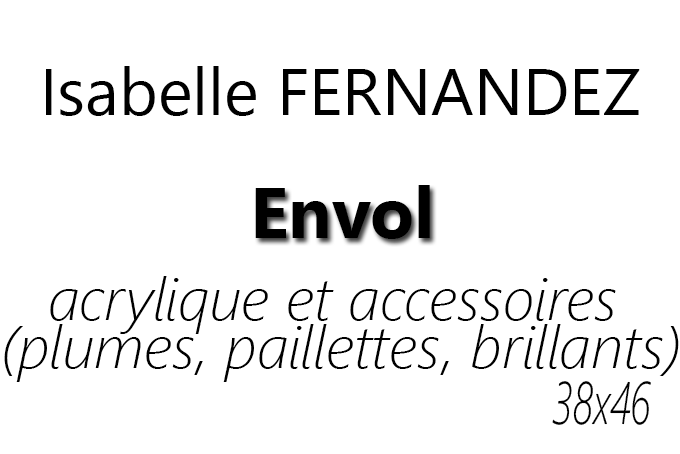 Isabelle FERNANDEZ
Envol
acrylique et accessoires
(plumes, paillettes, brillants)
38x46